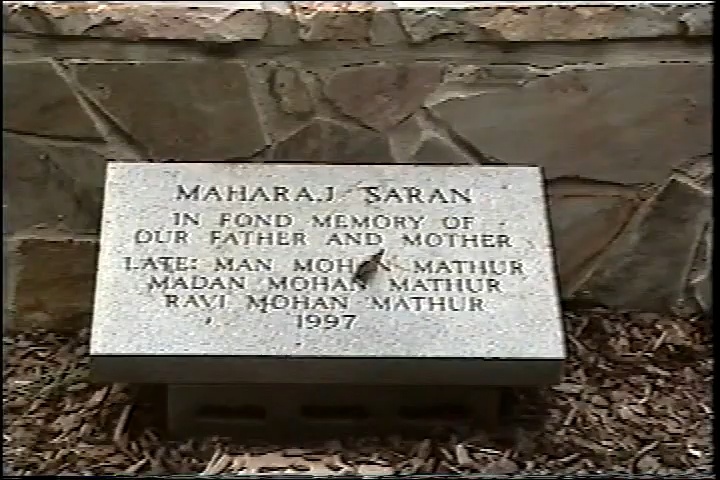 MAHARAJ SARAN
IN FOND MEMORY OF
OUR FATHER AND MOTHER
LATE: MAN MOHAN MATHUR
MADAN MOHAN MATHUR
RAVI MOHAN MATHUR
1997